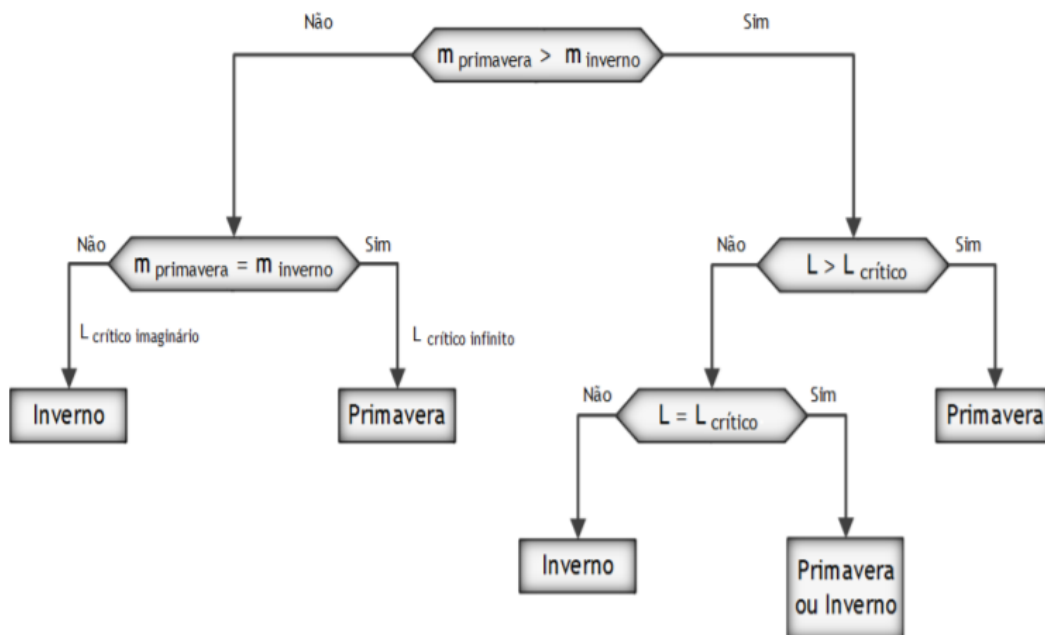 Não
Sim
m primavera > m inverno
Não
Sim
m primavera = m inverno
Não
Sim
L > L crítico
L crítico imaginário
L crítico infinito
Inverno
Primavera
Não
Sim
L = L crítico
Primavera
Inverno
Primavera
ou Inverno